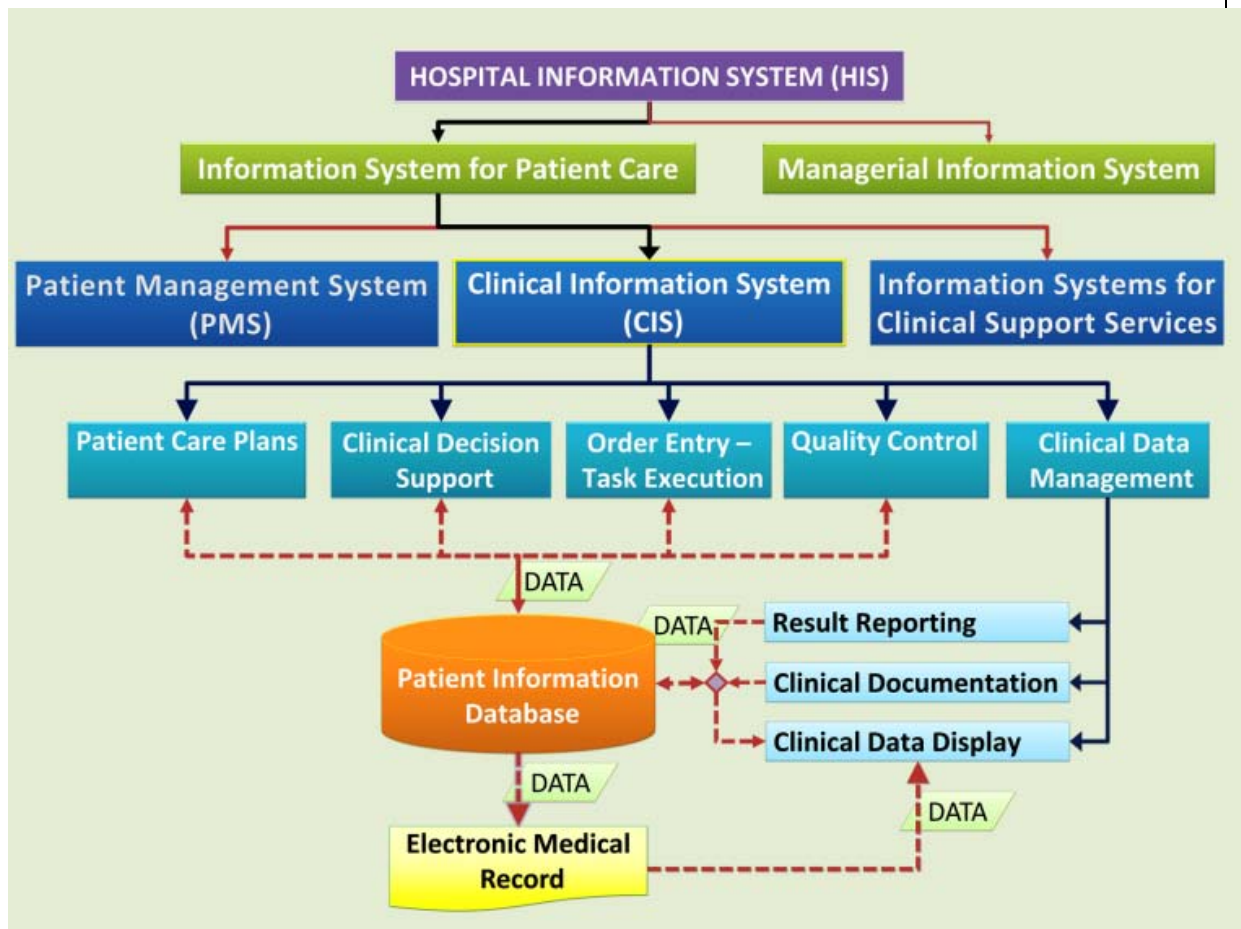 HOSPITAL INFORMATION SYSTEM (HIS)
Information System for Patient Care
Managerial Information System
Patient Management System
(PMS)
Clinical Information System
(CIS)
Information Systems for
Clinical Support Services
Patient Care Plans
Clinical Decision
Support
Order Entry –
Task Execution
Quality Control
Clinical Data
Management
DATA
DATA
Result Reporting
Patient Information
Database
Clinical Documentation
Clinical Data Display
DATA
DATA
Electronic Medical
Record